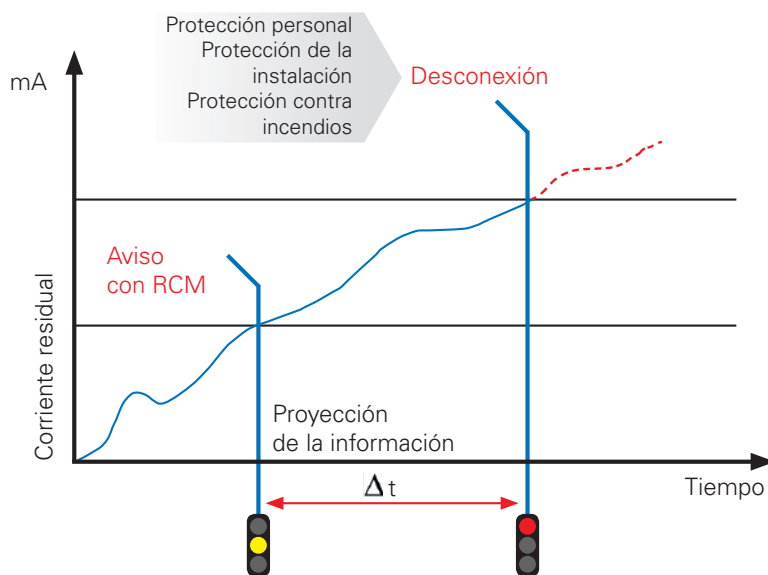 Protección personal
Protección de la
instalación
Protección contra
incendios
Desconexión
mA
Aviso
con RCM
Corriente residual
Proyección
de la información
Δ t
Tiempo